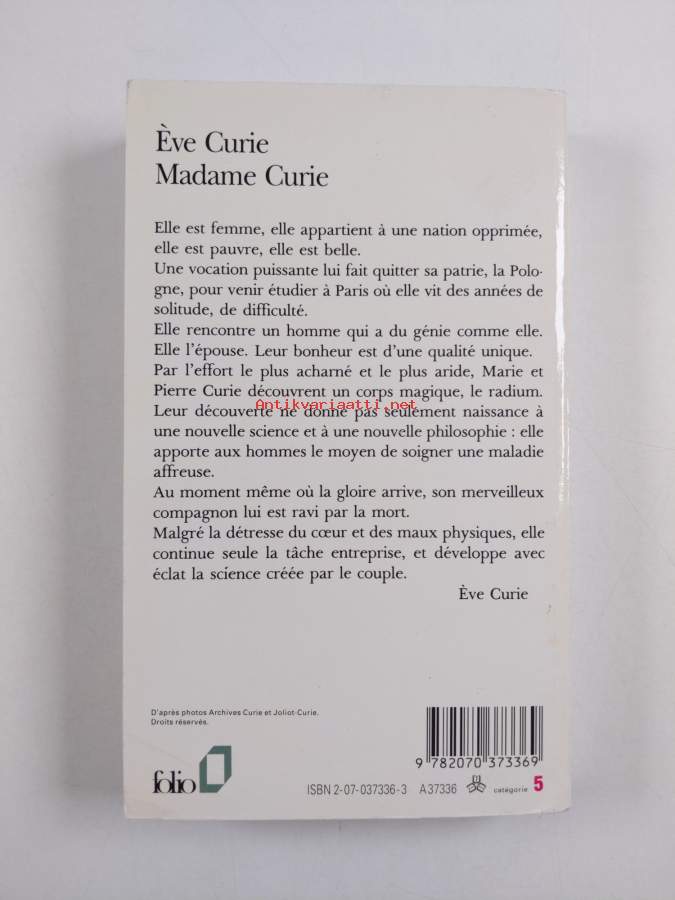 Ève Curie
Madame Curie
Elle est femme, elle appartient à une nation opprimée,
elle est pauvre, elle est belle.
Une vocation puissante lui fait quitter sa patrie, la Polo-
gne, pour venir étudier à Paris où elle vit des années de
solitude, de difficulté.
Elle rencontre un homme qui a du génie comme elle.
Elle l'épouse. Leur bonheur est d'une qualité unique.
Par l'effort le plus acharné et le plus aride, Marie et
Pierre Curie découvrent un corps magique, le radium.
Antikvariaatti.net
Leur découverte ne donne pas seulement naissance à
une nouvelle science et à une nouvelle philosophie : elle
apporte aux hommes le moyen de soigner une maladie
affreuse.
Au moment même où la gloire arrive, son merveilleux
compagnon lui est ravi par la mort.
Malgré la détresse du cœur et des maux physiques, elle
continue seule la tâche entreprise, et développe avec
éclat la science créée par le couple.
Ève Curie
D'après photos Archives Curie et Joliot-Curie.
Droits réservés.
9 782070 373369
folio
ISBN 2-07-037336-3 A 37336 catégorie 5